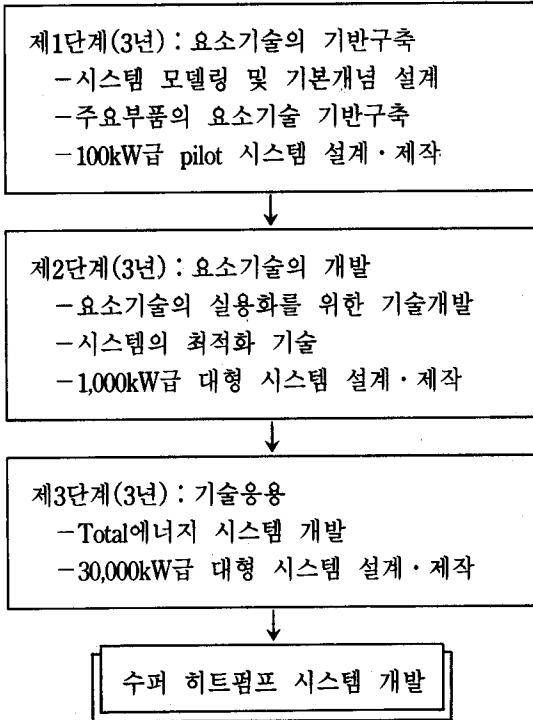 제1단계(3년) : 요소기술의 기반구축
－시스템 모델링 및 기본개념 설계
－주요부품의 요소기술 기반구축
－100kW급 pilot 시스템 설계·제작
제2단계(3년) : 요소기술의 개발
－요소기술의 실용화를 위한 기술개발
－시스템의 최적화 기술
－1,000kW급 대형 시스템 설계·제작
제3단계(3년) : 기술응용
－Total에너지 시스템 개발
－30,000kW급 대형 시스템 설계·제작
수퍼 히트펌프 시스템 개발